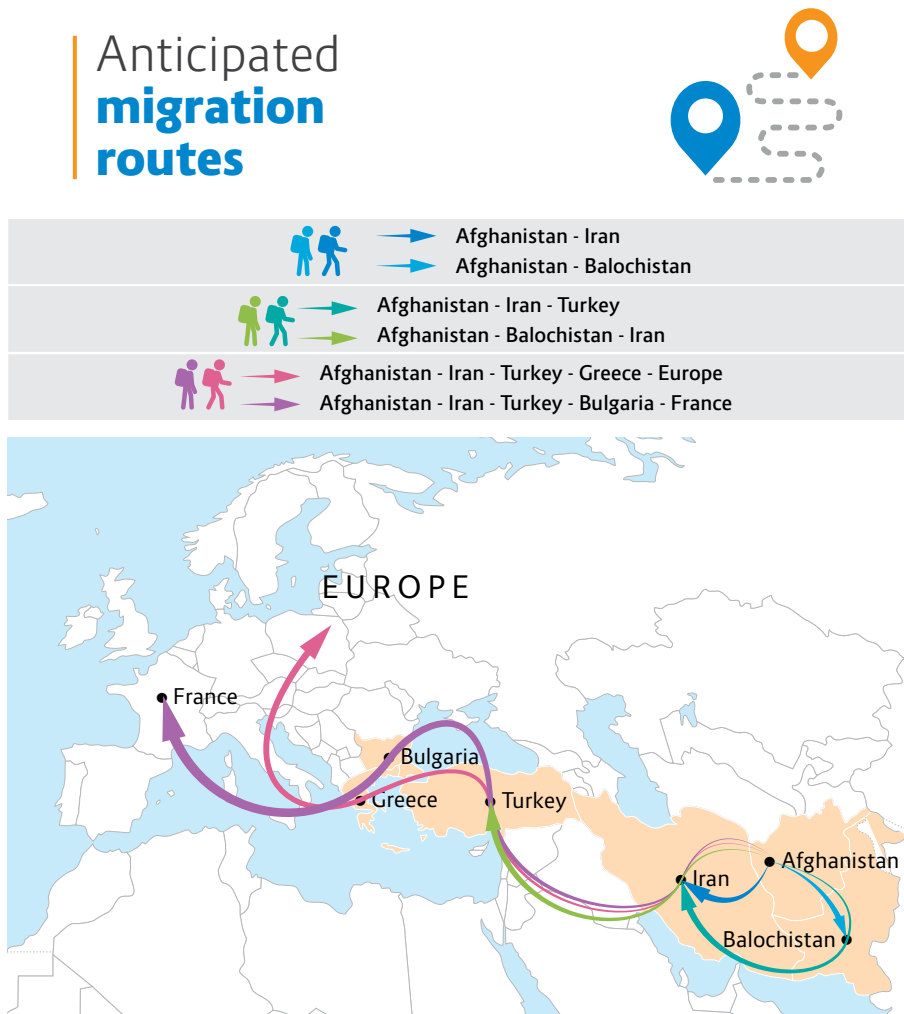 Anticipated
migration
routes
Afghanistan - Iran
Afghanistan - Balochistan
Afghanistan - Iran - Turkey
Afghanistan - Balochistan - Iran
Afghanistan - Iran - Turkey - Greece - Europe
Afghanistan - Iran - Turkey - Bulgaria - France
EUROPE
France
Bulgaria
Greece
Turkey
Afghanistan
Iran
Balochistan